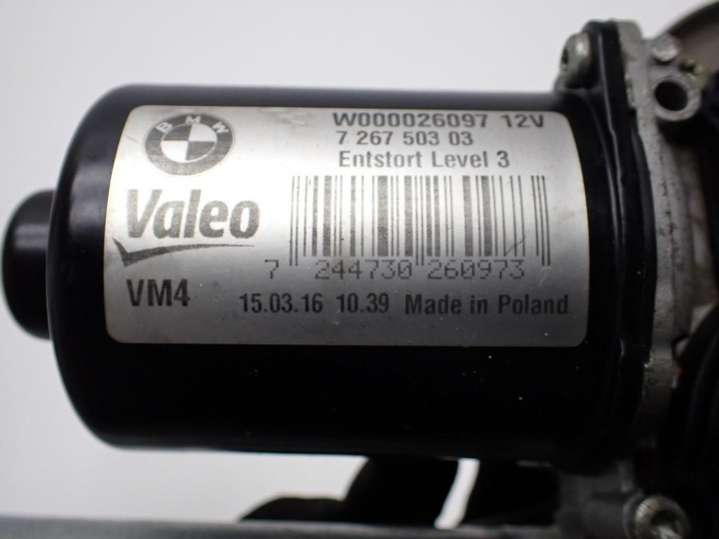 BMW
W000026097 12V
7 267 503 03
Entstort Level 3
Valeo
7 244730 260973
VM4 15.03.16 10.39 Made in Poland